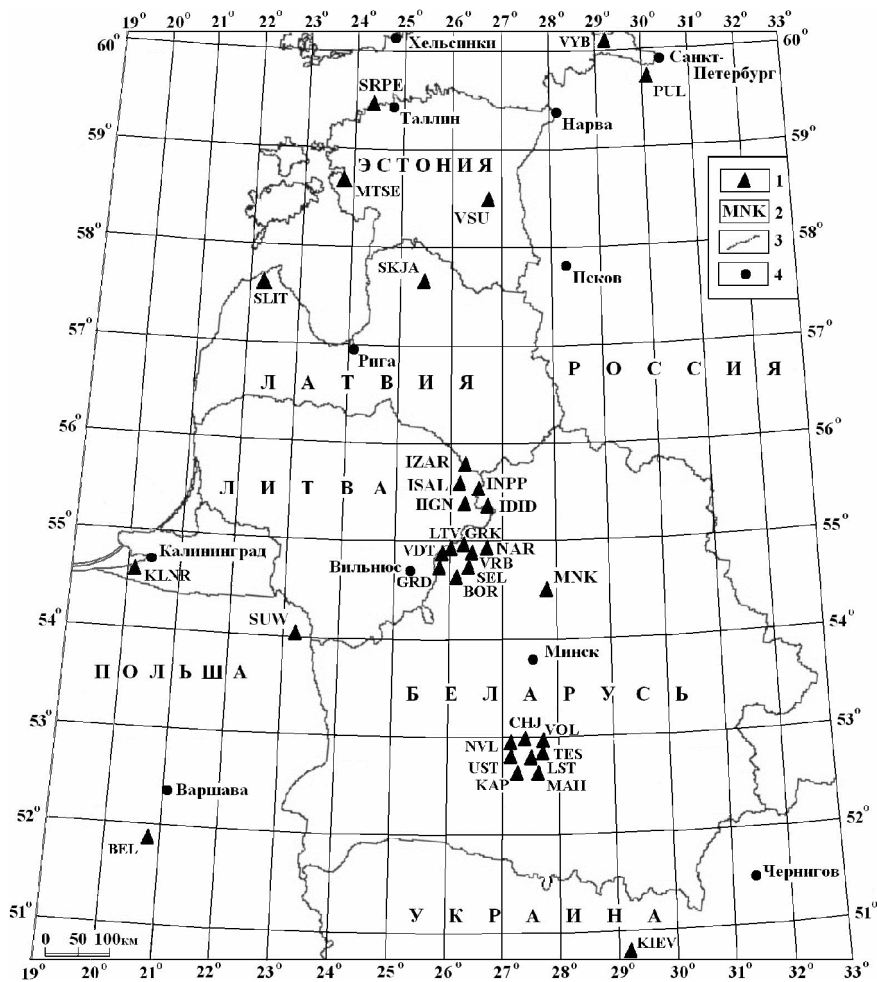 19° 20° 21° 22° 23° 24° 25° 26° 27° 28° 29° 30° 31° 32° 33°
60° 60°
Хельсинки
VYB
Санкт-
Петербург
PUL
SRPE
Таллин
Нарва
59° 59°
ЭСТОНИЯ
MTSE
VSU
1
MNK 2
3
4
58° 58°
SKJA
Псков
SLIT
57° 57°
Рига
ЛАТВИЯ
РОССИЯ
56° 56°
IZAR
ISAL INPP
IIGN IDID
ЛИТВА
55° 55°
LTV GRK
VDT NAR
VRB
Калининград
KLNR
Вильнюс
GRD
SEL
BOR
MNK
54° 54°
SUW
Минск
ПОЛЬША
БЕЛАРУСЬ
53° 53°
CHJ
VOL
NVL
TES
UST LST
KAP MAH
Варшава
52° 52°
BEL
Чернигов
51° 51°
УКРАИНА
KIEV
0 50 100км
19° 20° 21° 22° 23° 24° 25° 26° 27° 28° 29° 30° 31° 32° 33°